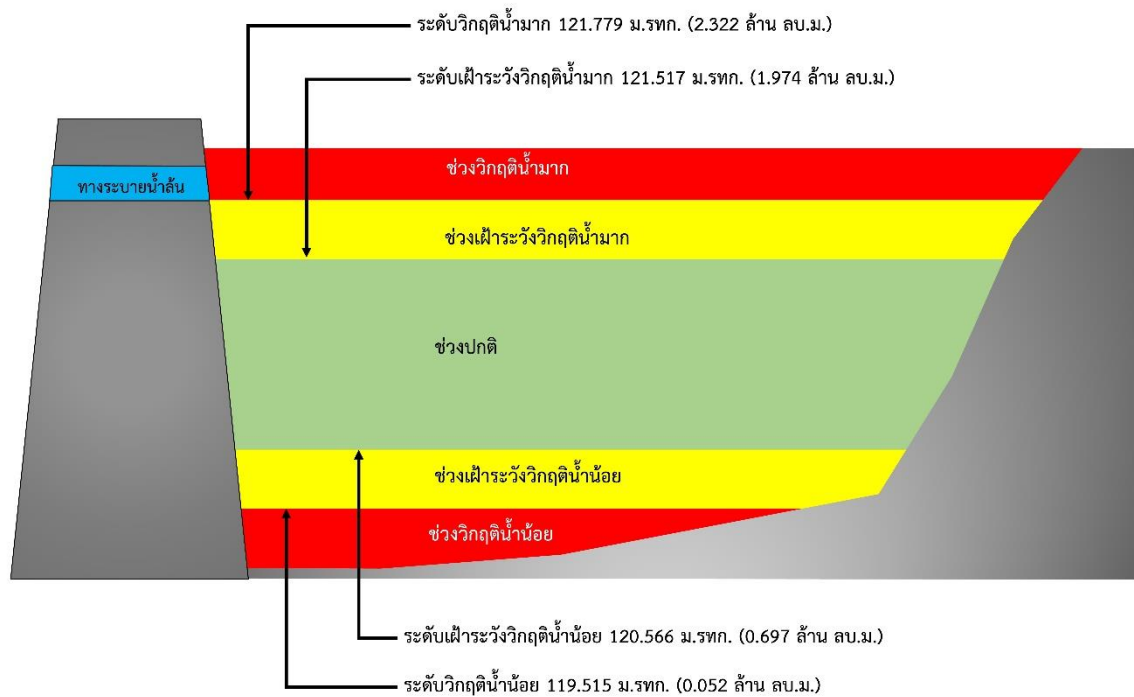 ระดับวิกฤติน้ำมาก 121.779 ม.รทก. (2.322 ล้าน ลบ.ม.)
ระดับเฝ้าระวังวิกฤติน้ำมาก 121.517 ม.รทก. (1.974 ล้าน ลบ.ม.)
ช่วงวิกฤติน้ำมาก
ทางระบายน้ำล้น
ช่วงเฝ้าระวังวิกฤติน้ำมาก
ช่วงปกติ
ช่วงเฝ้าระวังวิกฤติน้ำน้อย
ช่วงวิกฤติน้ำน้อย
ระดับเฝ้าระวังวิกฤติน้ำน้อย 120.566 ม.รทก. (0.697 ล้าน ลบ.ม.)
ระดับวิกฤติน้ำน้อย 119.515 ม.รทก. (0.052 ล้าน ลบ.ม.)